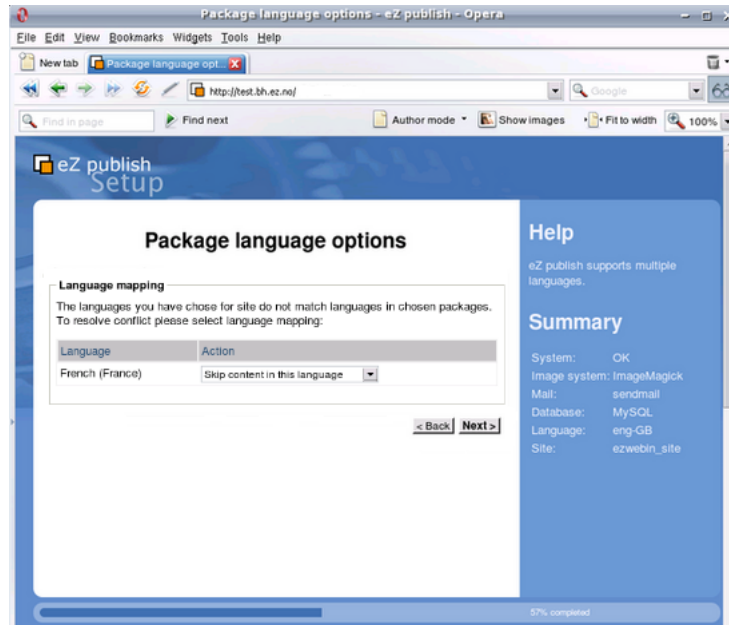 Package language options - eZ publish - Opera
File Edit View Bookmarks Widgets Tools Help
New tab Package language opt...
http://test.bh.ez.no/ Google
Find in page Find next Author mode Show images Fit to width 100%
eZ publish
Setup
Package language options
Language mapping
The languages you have chose for site do not match languages in chosen packages.
To resolve conflict please select language mapping:
Language Action
French (France) Skip content in this language
< Back Next >
Help
eZ publish supports multiple
languages.
Summary
System: OK
Image system: ImageMagick
Mail: sendmail
Database: MySQL
Language: eng-GB
Site: ezwebin_site
57% completed